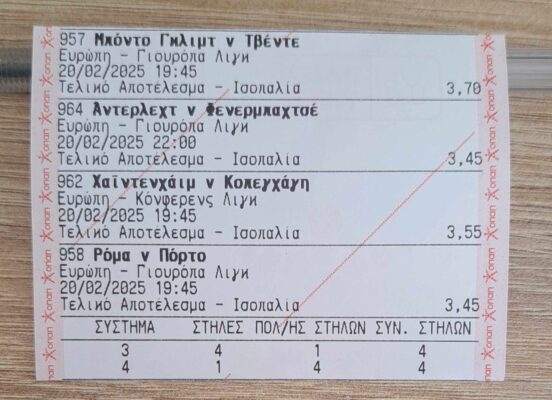 957 Μπόντο Γκλιμτ v Τβέντε
Ευρώπη - Γιουρόπα Λιγκ
20/02/2025 19:45
Τελικό Αποτέλεσμα - Ισοπαλία 3,70
964 Άντερλεχτ v Φενερμπαχτσέ
Ευρώπη - Γιουρόπα Λιγκ
20/02/2025 22:00
Τελικό Αποτέλεσμα - Ισοπαλία 3,45
962 Χαϊντενχάιμ v Κοπεγχάγη
Ευρώπη - Κόνφερενς Λιγκ
20/02/2025 19:45
Τελικό Αποτέλεσμα - Ισοπαλία 3,55
958 Ρόμα v Πόρτο
Ευρώπη - Γιουρόπα Λιγκ
20/02/2025 19:45
Τελικό Αποτέλεσμα - Ισοπαλία 3,45
ΣΥΣΤΗΜΑ ΣΤΗΛΕΣ ΠΟΛ/ΗΣ ΣΤΗΛΩΝ ΣΥΝ. ΣΤΗΛΩΝ
3 4 1 4
4 1 4 4